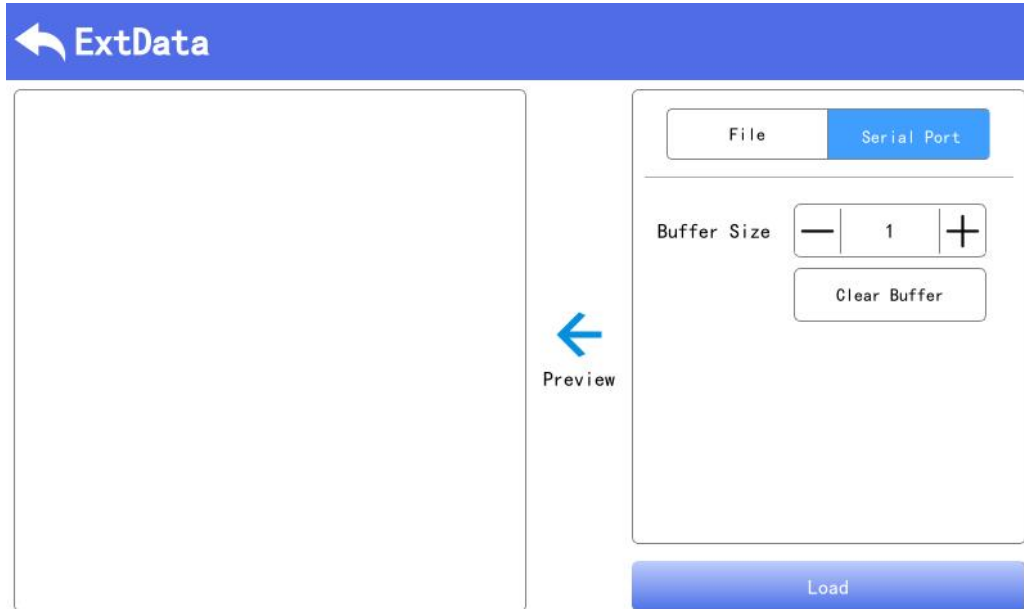 ExtData
File
Serial Port
Buffer Size
1
Clear Buffer
Preview
Load